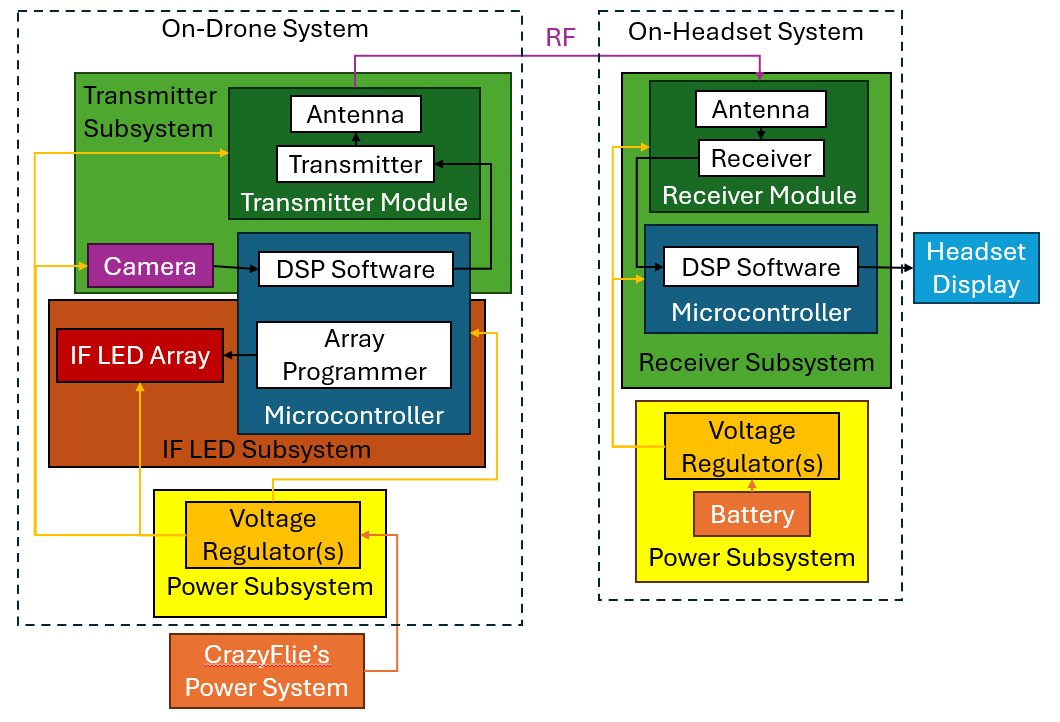 On-Drone System
RF
On-Headset System
Transmitter
Subsystem
Antenna
Transmitter
Transmitter Module
Camera
DSP Software
IF LED Array
Array
Programmer
Microcontroller
IF LED Subsystem
Voltage
Regulator(s)
Power Subsystem
CrazyFlie's
Power System
Antenna
Receiver
Receiver Module
DSP Software
Microcontroller
Receiver Subsystem
Headset
Display
Voltage
Regulator(s)
Battery
Power Subsystem